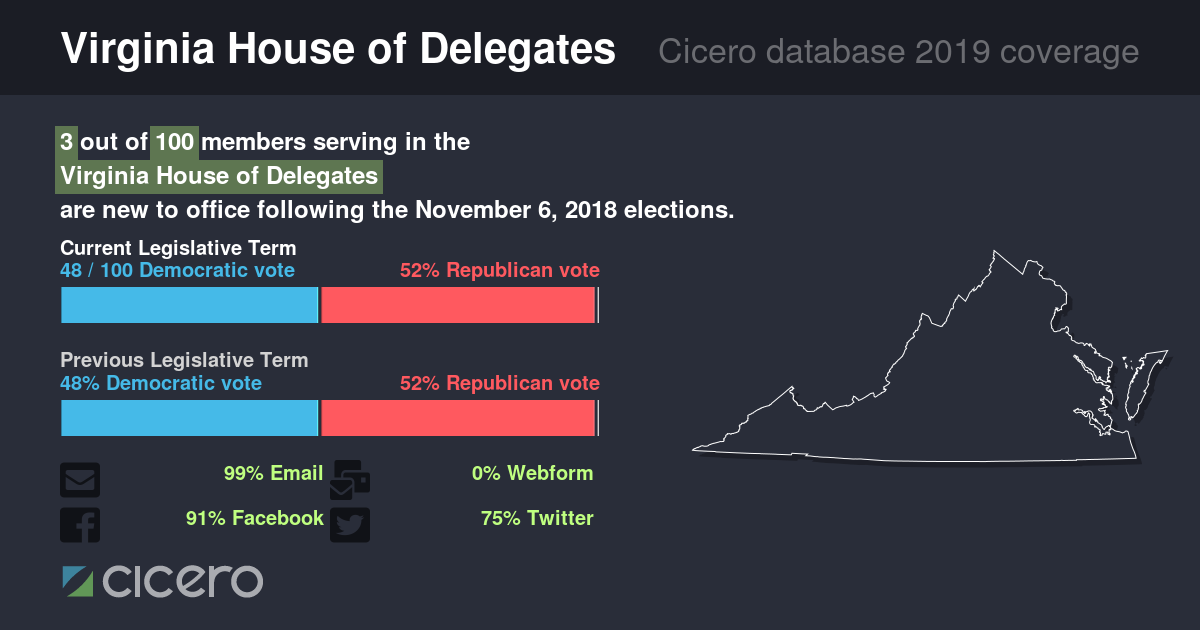 Virginia House of Delegates Cicero database 2019 coverage
3 out of 100 members serving in the
Virginia House of Delegates
are new to office following the November 6, 2018 elections.
Current Legislative Term
48 / 100 Democratic vote 52% Republican vote
Previous Legislative Term
48% Democratic vote 52% Republican vote
99% Email 0% Webform
91% Facebook 75% Twitter
cicero